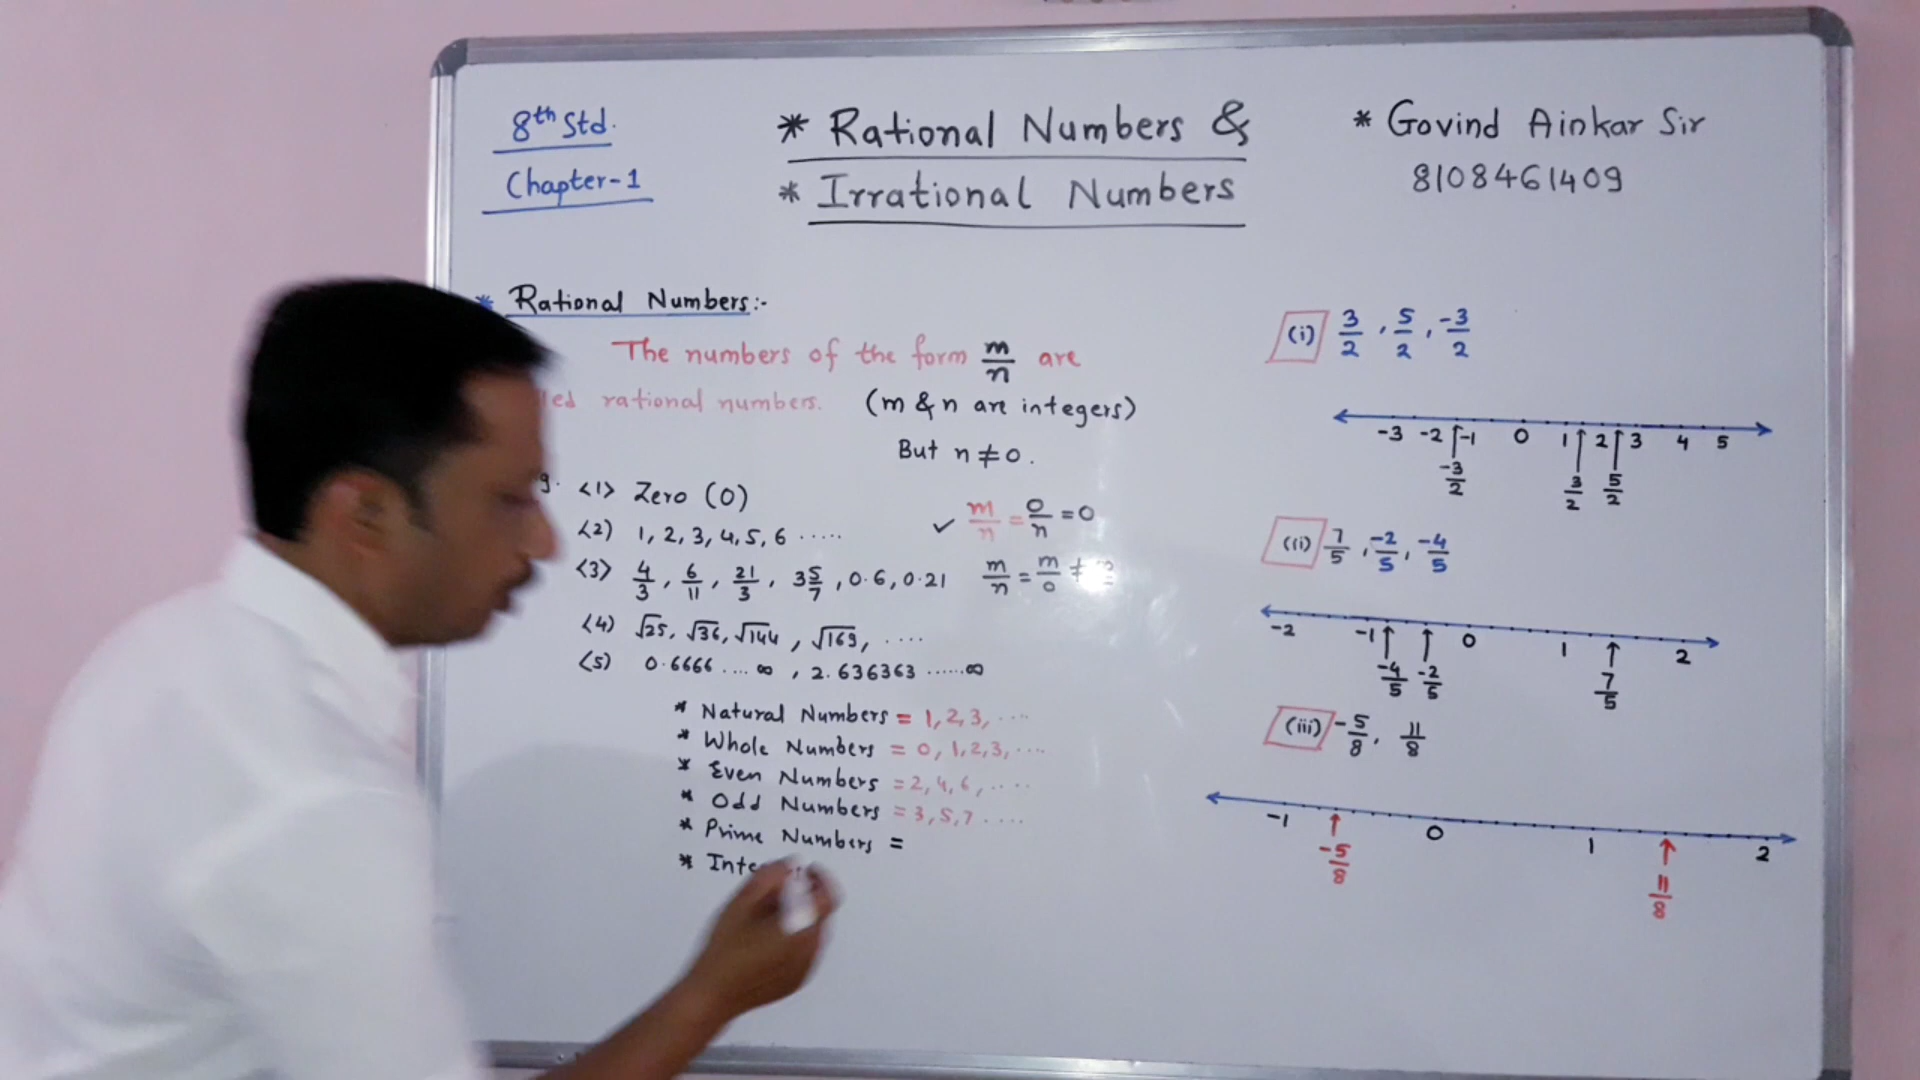 8th Std.
Chapter-1
* Rational Numbers &
* Irrational Numbers
* Govind Ainkar Sir
8108461409
* Rational Numbers:-
The numbers of the form m/n are
rational numbers. (m & n are integers)
But n≠0.
<1> Zero (0)
<2> 1, 2, 3, 4, 5, 6 .....
<3> 4/3, 6/11, 21/3, 3 5/7, 0.6, 0.21
<4> √25, √36, √144, √169, ....
<5> 0.6666 .... ∞, 2.636363 ...... ∞
✓ m/n = 0/n = 0
m/n = m/0 ≠
* Natural Numbers = 1, 2, 3, ....
* Whole Numbers = 0, 1, 2, 3, ....
* Even Numbers = 2, 4, 6, ....
* Odd Numbers = 3, 5, 7 ....
* Prime Numbers =
*
(i) 3/2, 5/2, -3/2
-3 -2 -1 0 1 2 3 4 5
-3/2 3/2 5/2
(ii) 7/5, -2/5, -4/5
-2 -1 0 1 2
-4/5 -2/5 7/5
(iii) -5/8, 11/8
-1 0 1 2
-5/8 11/8